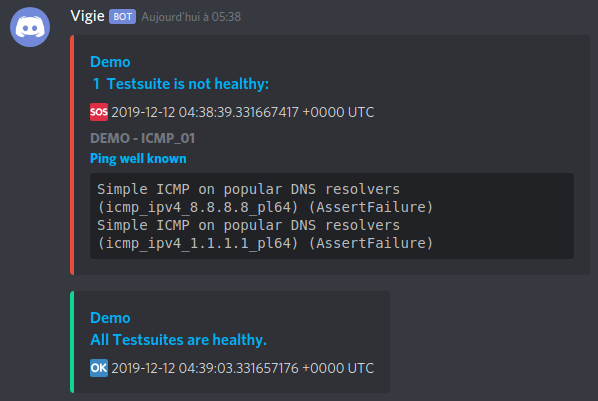 Vigie BOT Aujourd'hui à 05:38
Demo
1 Testsuite is not healthy:
SOS 2019-12-12 04:38:39.331667417 +0000 UTC
DEMO - ICMP_01
Ping well known
Simple ICMP on popular DNS resolvers
(icmp_ipv4_8.8.8.8_pl64) (AssertFailure)
Simple ICMP on popular DNS resolvers
(icmp_ipv4_1.1.1.1_pl64) (AssertFailure)
Demo
All Testsuites are healthy.
OK 2019-12-12 04:39:03.331657176 +0000 UTC